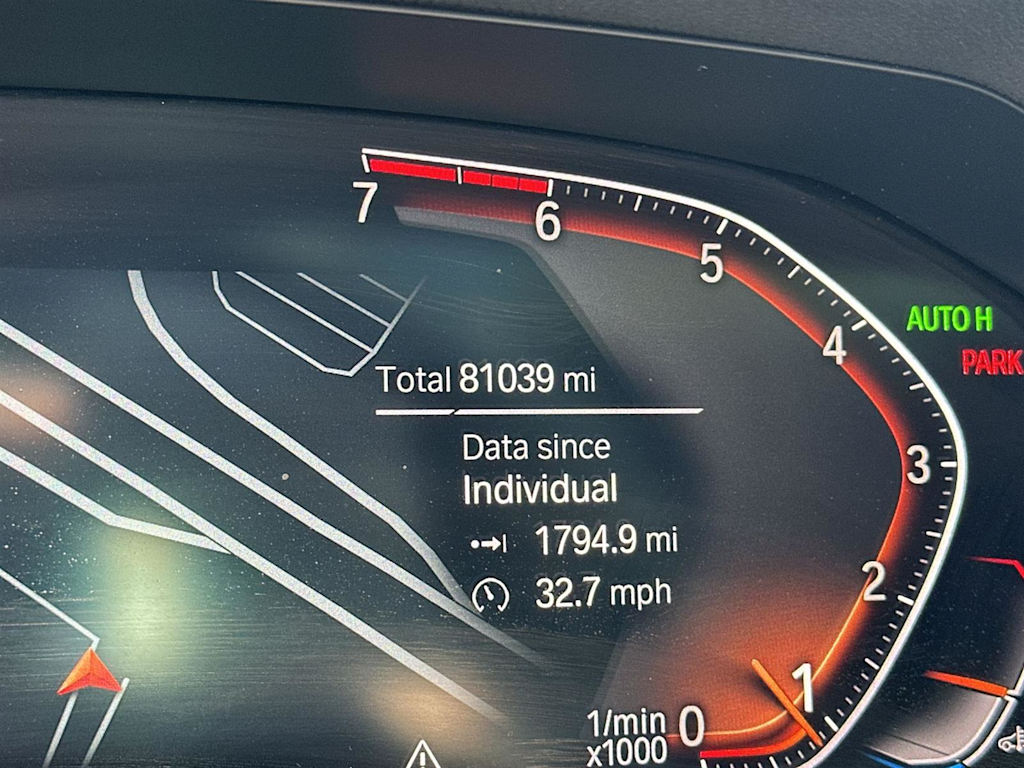 7
6
5
4
AUTO H
PARK
Total 81039 mi
Data since
Individual
3
1794.9 mi
2
32.7 mph
1
1/min 0
x1000